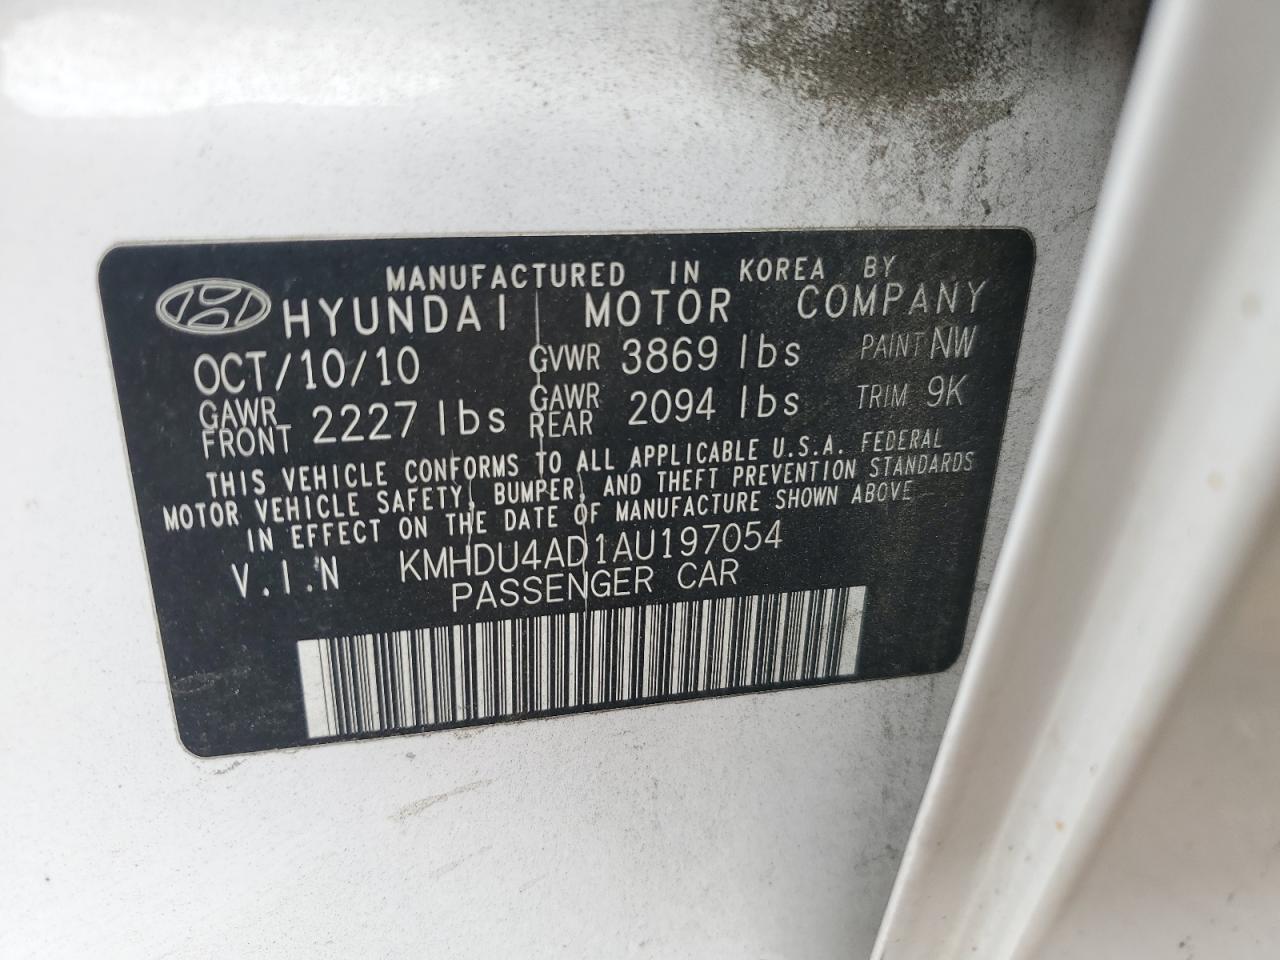 MANUFACTURED IN KOREA BY
HYUNDAI MOTOR COMPANY
OCT/10/10 GVWR 3869 lbs PAINT NW
GAWR FRONT 2227 lbs GAWR REAR 2094 lbs TRIM 9K
THIS VEHICLE CONFORMS TO ALL APPLICABLE U.S.A. FEDERAL
MOTOR VEHICLE SAFETY, BUMPER, AND THEFT PREVENTION STANDARDS
IN EFFECT ON THE DATE OF MANUFACTURE SHOWN ABOVE
V.I.N KMHDU4AD1AU197054
PASSENGER CAR